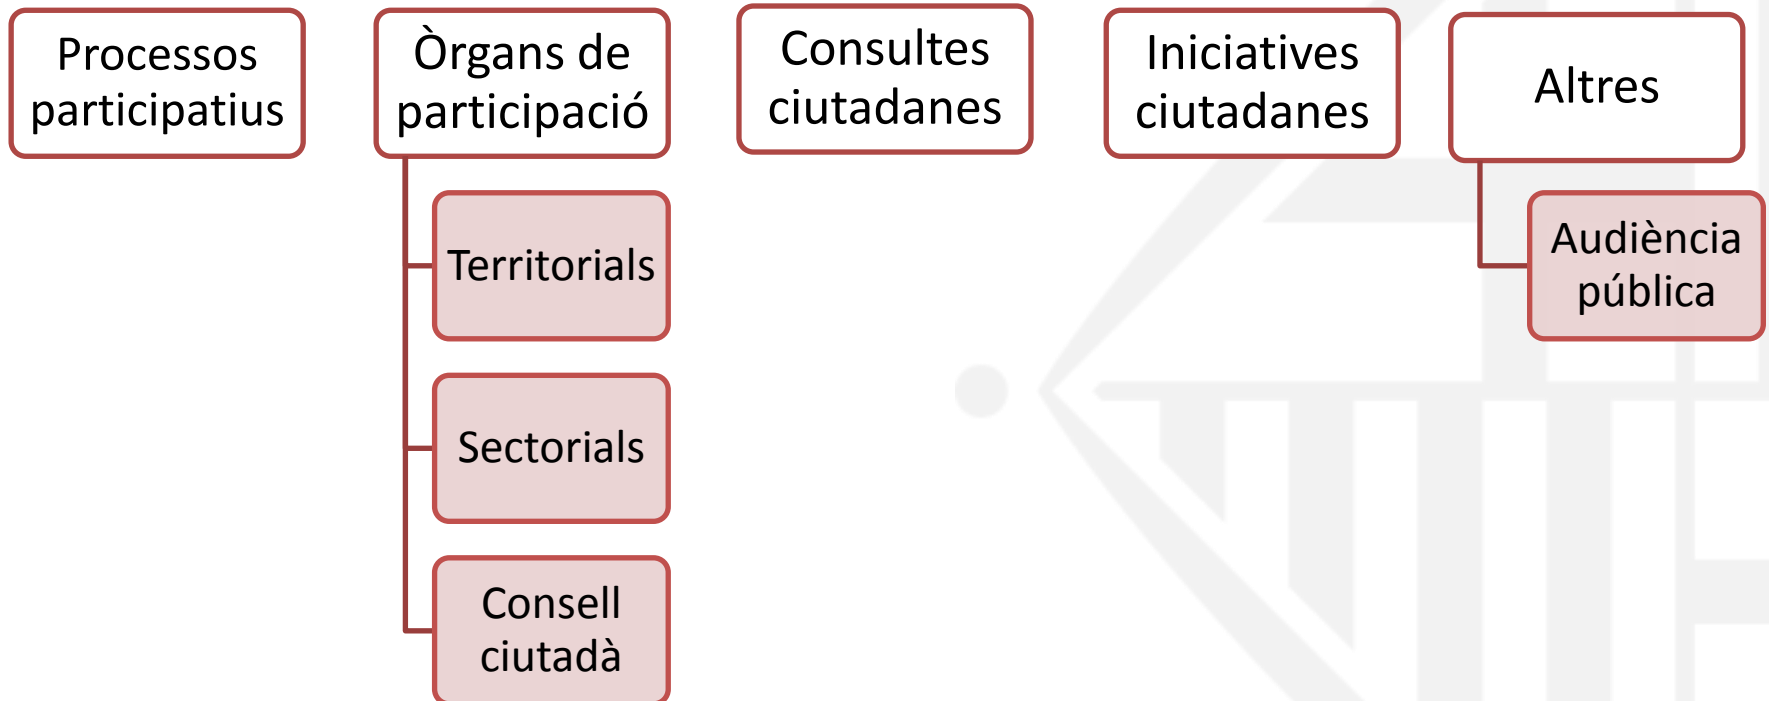 Processos
participatius
Òrgans de
participació
Consultes
ciutadanes
Iniciatives
ciutadanes
Altres
Territorials
Sectorials
Consell
ciutadà
Audiència
pública